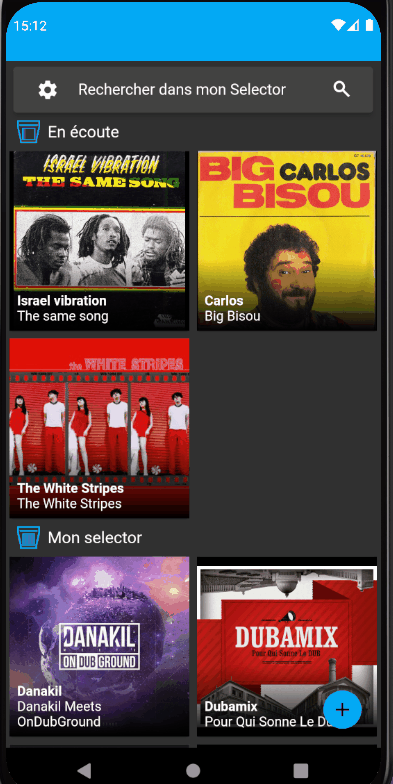 15:12
Rechercher dans mon Selector
En écoute
ISRAEL VIBRATION
THE SAME SONG
Israel vibration
The same song
BIG CARLOS
BISOU
Carlos
Big Bisou
the WHITE STRIPES
The White Stripes
The White Stripes
Mon selector
DANAKIL
ON DUB GROUND
Danakil
Danakil Meets
OnDubGround
DUBAMIX
Pour Qui Sonne Le DUB
Dubamix
Pour Qui Sonne Le Du